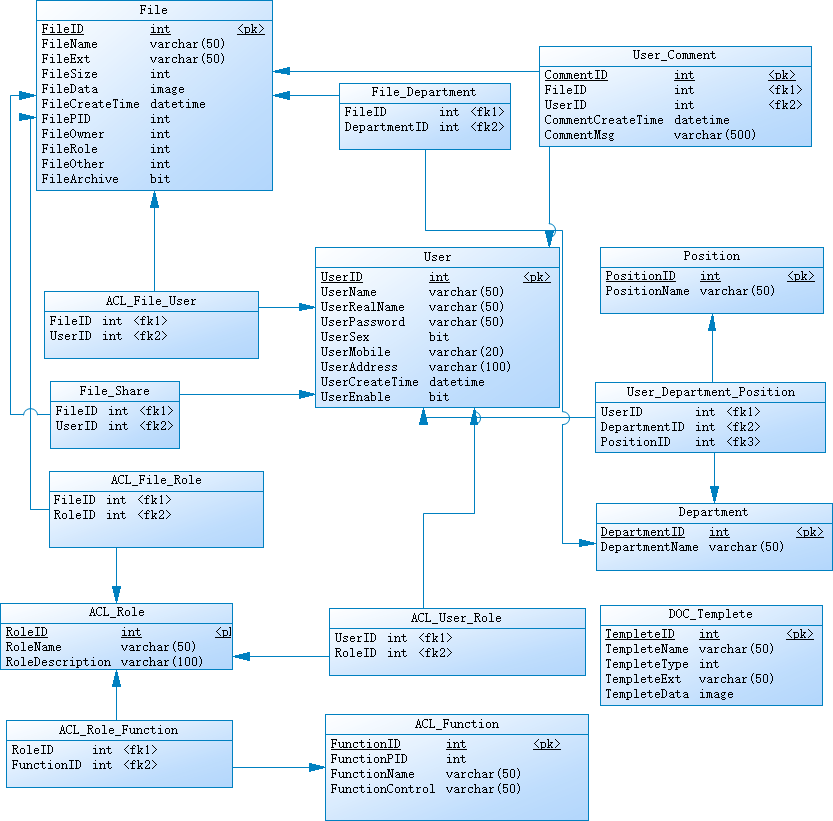 File
FileID int <pk>
FileName varchar(50)
FileExt varchar(50)
FileSize int
FileData image
FileCreateTime datetime
FilePID int
FileOwner int
FileRole int
FileOther int
FileArchive bit
User_Comment
CommentID int <pk>
FileID int <fk1>
UserID int <fk2>
CommentCreateTime datetime
CommentMsg varchar(500)
File_Department
FileID int <fk1>
DepartmentID int <fk2>
User
UserID int <pk>
UserName varchar(50)
UserRealName varchar(50)
UserPassword varchar(50)
UserSex bit
UserMobile varchar(20)
UserAddress varchar(100)
UserCreateTime datetime
UserEnable bit
Position
PositionID int <pk>
PositionName varchar(50)
ACL_File_User
FileID int <fk1>
UserID int <fk2>
File_Share
FileID int <fk1>
UserID int <fk2>
User_Department_Position
UserID int <fk1>
DepartmentID int <fk2>
PositionID int <fk3>
ACL_File_Role
FileID int <fk1>
RoleID int <fk2>
Department
DepartmentID int <pk>
DepartmentName varchar(50)
ACL_Role
RoleID int <pl
RoleName varchar(50)
RoleDescription varchar(100)
ACL_User_Role
UserID int <fk1>
RoleID int <fk2>
DOC_Templete
TempleteID int <pk>
TempleteName varchar(50)
TempleteType int
TempleteExt varchar(50)
TempleteData image
ACL_Role_Function
RoleID int <fk1>
FunctionID int <fk2>
ACL_Function
FunctionID int <pk>
FunctionPID int
FunctionName varchar(50)
FunctionControl varchar(50)